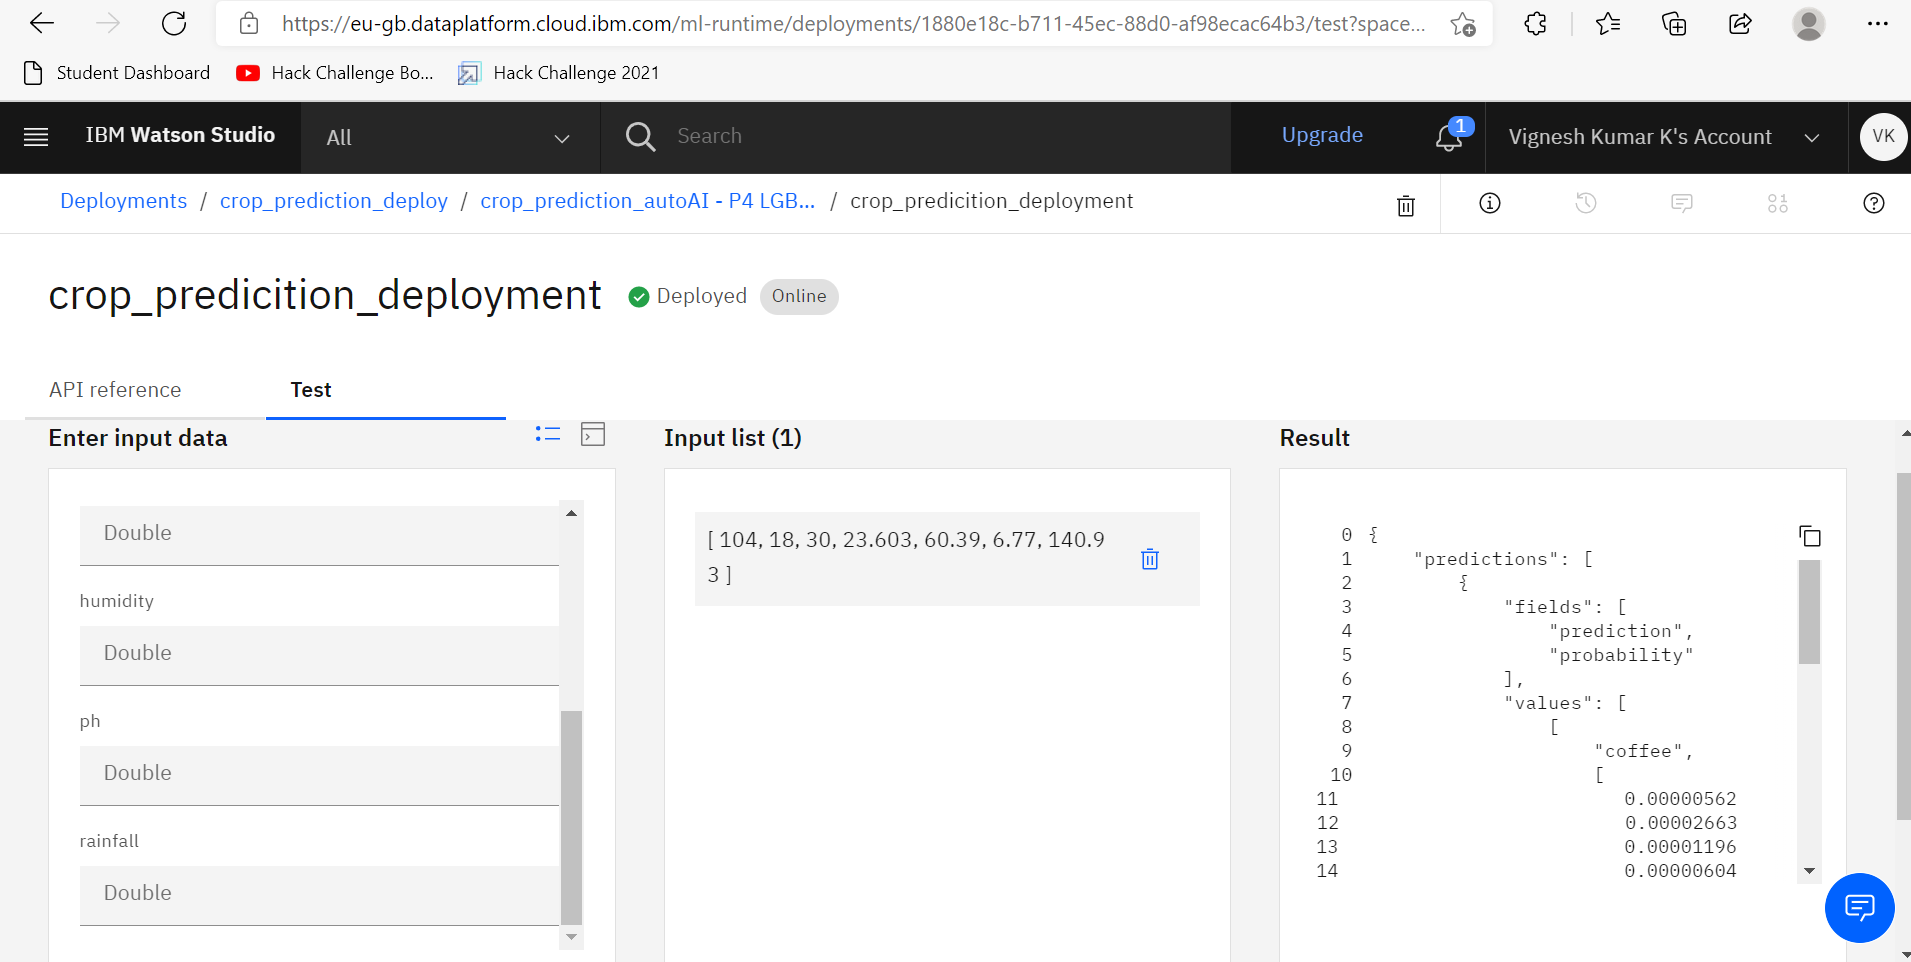 https://eu-gb.dataplatform.cloud.ibm.com/ml-runtime/deployments/1880e18c-b711-45ec-88d0-af98ecac64b3/test?space...
Student Dashboard Hack Challenge Bo... Hack Challenge 2021
IBM Watson Studio All Search Upgrade 1 Vignesh Kumar K's Account VK
Deployments / crop_prediction_deploy / crop_prediction_autoAI - P4 LGB... / crop_predicition_deployment
crop_predicition_deployment Deployed Online
API reference Test
Enter input data
Double
humidity
Double
ph
Double
rainfall
Double
Input list (1)
[ 104, 18, 30, 23.603, 60.39, 6.77, 140.9
3 ]
Result
0 {
1 "predictions": [
2 {
3 "fields": [
4 "prediction",
5 "probability"
6 ],
7 "values": [
8 [
9 "coffee",
10 [
11 0.00000562
12 0.00002663
13 0.00001196
14 0.00000604